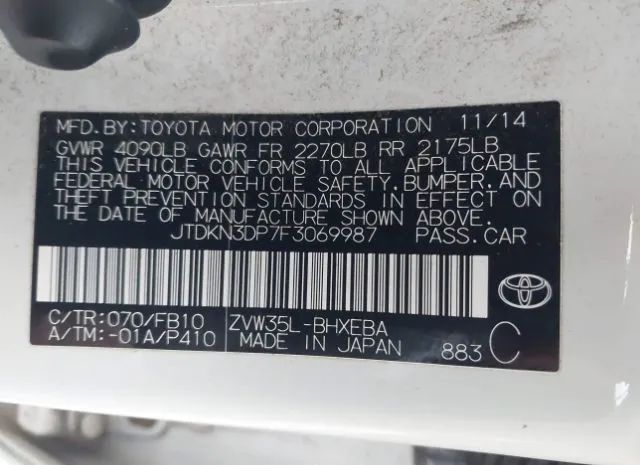 MFD.BY:TOYOTA MOTOR CORPORATION 11/14
GVWR 4090LB GAWR FR 2270LB RR 2175LB
THIS VEHICLE CONFORMS TO ALL APPLICABLE
FEDERAL MOTOR VEHICLE SAFETY,BUMPER,AND
THEFT PREVENTION STANDARDS IN EFFECT ON
THE DATE OF MANUFACTURE SHOWN ABOVE.
JTDKN3DP7F3069987 PASS.CAR
C/TR:070/FB10 ZVW35L-BHXEBA
A/TM:-01A/P410 MADE IN JAPAN 883 C